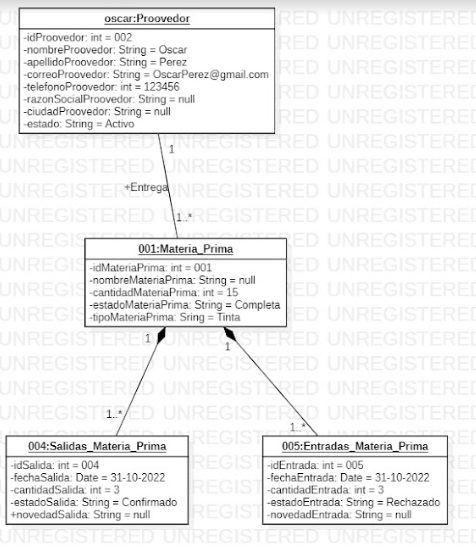 oscar:Proovedor
-idProovedor: int = 002
-nombreProovedor: String = Oscar
-apellidoProovedor: String = Perez
-correoProovedor: String = OscarPerez@gmail.com
-telefonoProovedor: int = 123456
-razonSocialProovedor: String = null
-ciudadProovedor: String = null
-estado: String = Activo
1
+Entrega
1..*
001:Materia_Prima
-idMateriaPrima: int = 001
-nombreMateriaPrima: String = null
-cantidadMateriaPrima: int = 15
-estadoMateriaPrima: String = Completa
-tipoMateriaPrima: Sring = Tinta
1
1
1..*
1..*
004:Salidas_Materia_Prima
-idSalida: int = 004
-fechaSalida: Date = 31-10-2022
-cantidadSalida: int = 3
-estadoSalida: String = Confirmado
+novedadSalida: String = null
005:Entradas_Materia_Prima
-idEntrada: int = 005
-fechaEntrada: Date = 31-10-2022
-cantidadEntrada: int = 3
-estadoEntrada: String = Rechazado
-novedadEntrada: String = null
UNREGISTERED